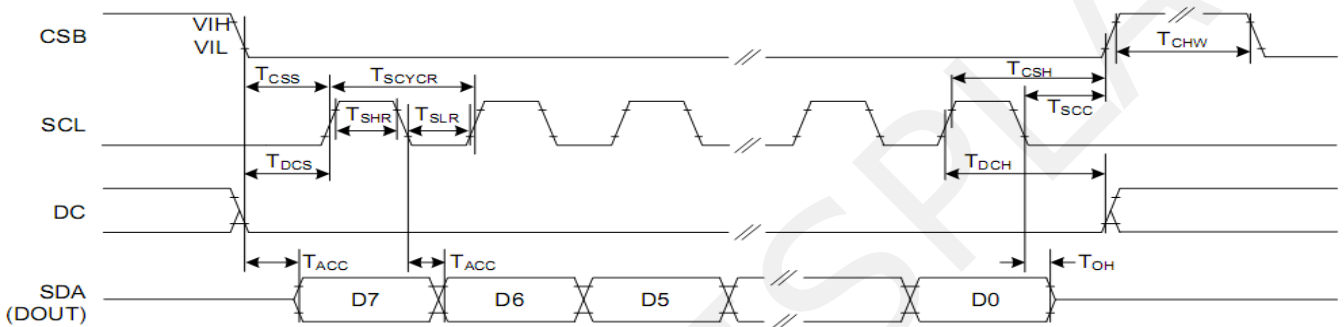 CSB
VIH
VIL
TCHW
TCSS
TSCYCR
TCSH
SCL
TSHR
TSLR
TSCC
TDCS
TDCH
DC
TACC
TACC
TOH
SDA
(DOUT)
D7
D6
D5
D0